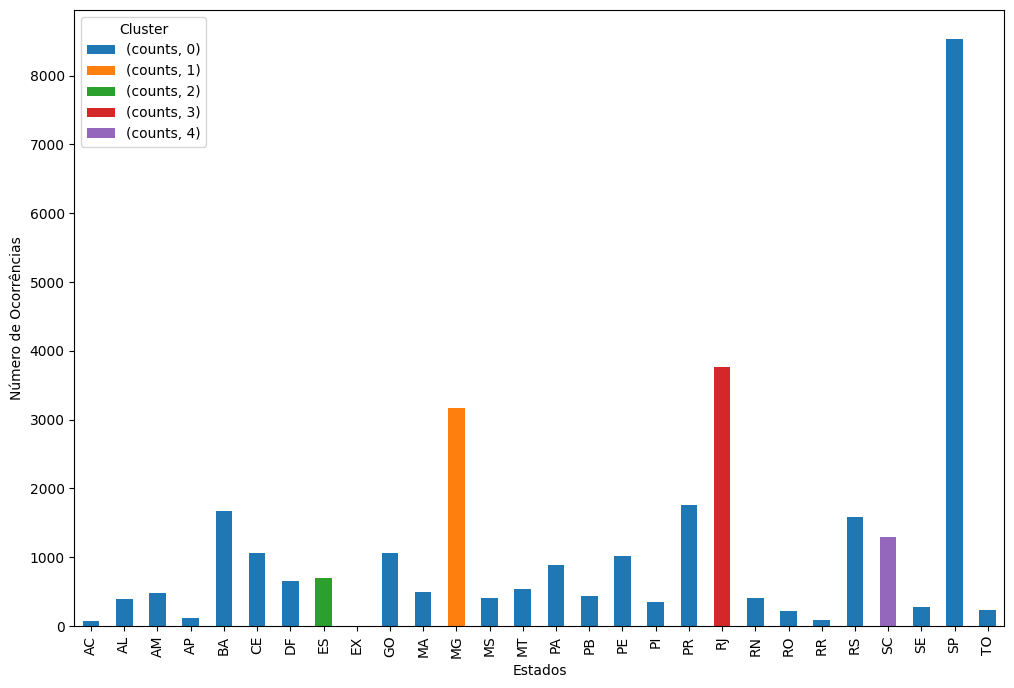 Cluster
(counts, 0)
(counts, 1)
(counts, 2)
(counts, 3)
(counts, 4)
8000
7000
6000
5000
4000
3000
2000
1000
0
Número de Ocorrências
AC AL AM AP BA CE DF ES EX GO MA MG MS MT PA PB PE PI PR RJ RN RO RR RS SC SE SP TO
Estados